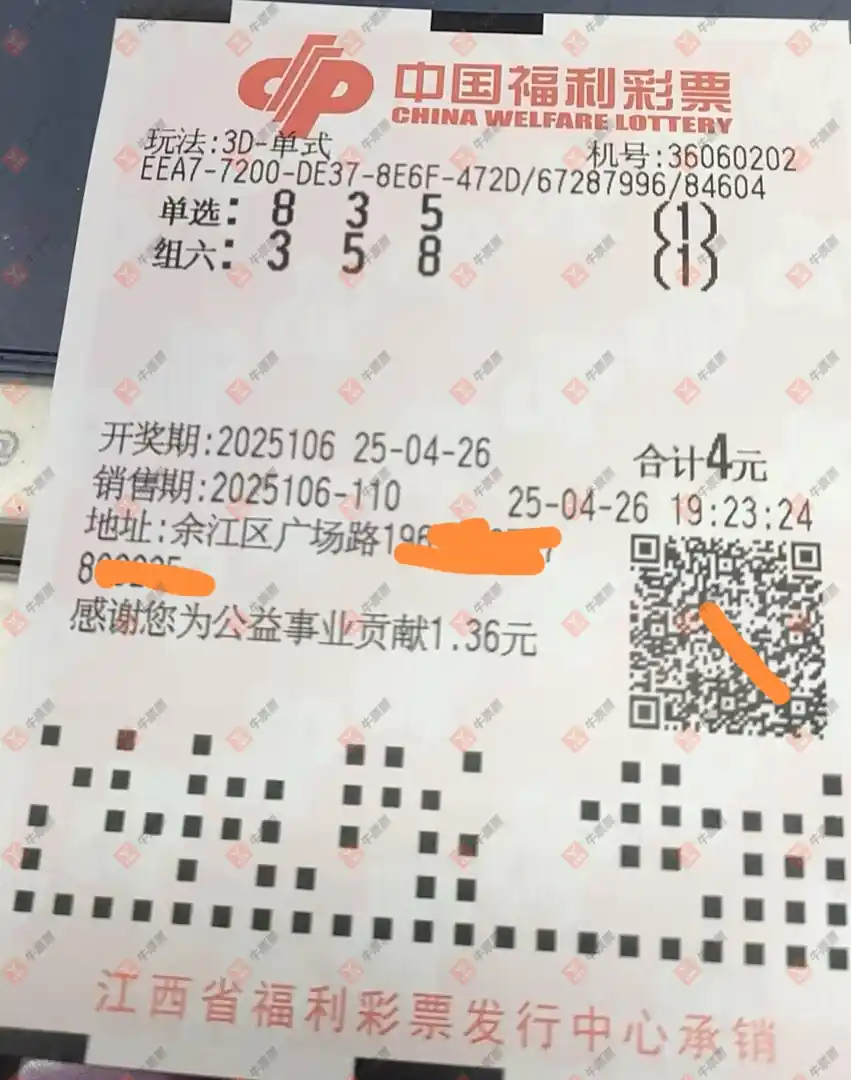 中国福利彩票
CHINA WELFARE LOTTERY
玩法:3D-单式 机号:36060202
EEA7-7200-DE37-8E6F-472D/67287996/84604
单选: 8 3 5 (1)
组六: 3 5 8 (1)
开奖期:2025106 25-04-26 合计4元
销售期:2025106-110 25-04-26 19:23:24
地址:余江区广场路196
8
感谢您为公益事业贡献1.36元
江西省福利彩票发行中心承销